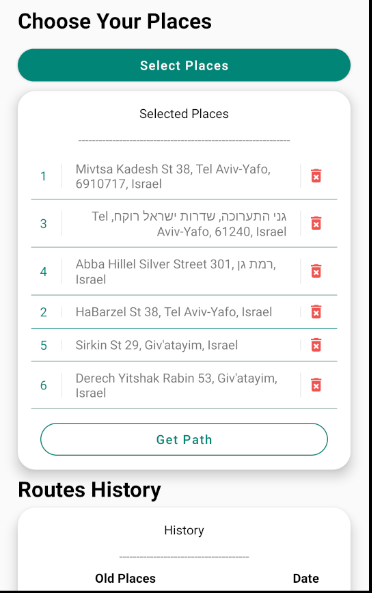 Choose Your Places
Select Places
Selected Places
--------------------------------------------------------------
1
Mivtsa Kadesh St 38, Tel Aviv-Yafo,
6910717, Israel
3
גני התערוכה, שדרות ישראל רוקח, Tel
Aviv-Yafo, 61240, Israel
4
Abba Hillel Silver Street 301, רמת גן,
Israel
2
HaBarzel St 38, Tel Aviv-Yafo, Israel
5
Sirkin St 29, Giv'atayim, Israel
6
Derech Yitshak Rabin 53, Giv'atayim,
Israel
Get Path
Routes History
History
--------------------------------------
Old Places Date